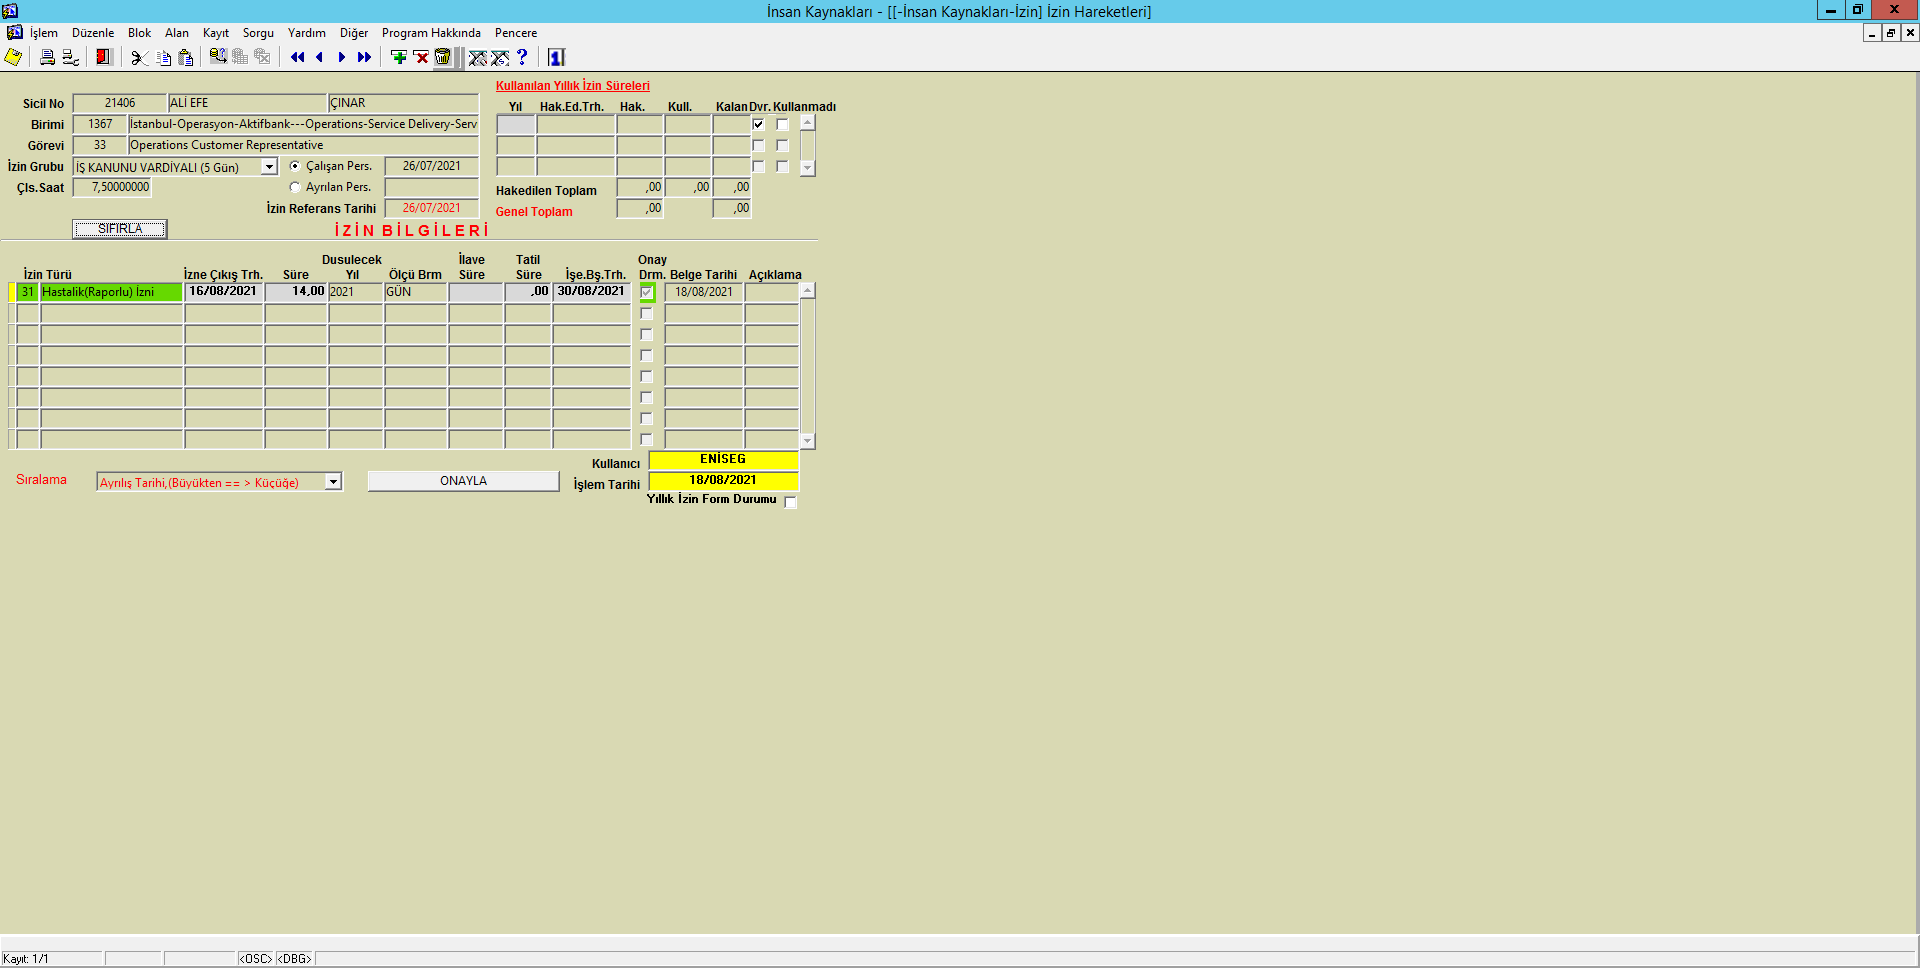 İnsan Kaynakları - [[-İnsan Kaynakları-İzin] İzin Hareketleri]
İşlem Düzenle Blok Alan Kayıt Sorgu Yardım Diğer Program Hakkında Pencere
Kullanılan Yıllık İzin Süreleri
Yıl Hak.Ed.Trh. Hak. Kull. Kalan Dvr. Kullanmadı
Sicil No 21406 ALİ EFE ÇINAR
Birimi 1367 İstanbul-Operasyon-Aktifbank---Operations-Service Delivery-Serv
Görevi 33 Operations Customer Representative
İzin Grubu İŞ KANUNU VARDİYALI (5 Gün) Çalışan Pers. 26/07/2021
Çls.Saat 7,50000000 Ayrılan Pers.
Hakedilen Toplam ,00 ,00 ,00
İzin Referans Tarihi 26/07/2021
Genel Toplam ,00 ,00
SIFIRLA
İZİN BİLGİLERİ
İzin Türü İzne Çıkış Trh. Süre Dusulecek Yıl Ölçü Brm İlave Süre Tatil Süre İşe.Bş.Trh. Onay Drm. Belge Tarihi Açıklama
31 Hastalik(Raporlu) İzni 16/08/2021 14,00 2021 GÜN ,00 30/08/2021 18/08/2021
Sıralama Ayrılış Tarihi,(Büyükten == > Küçüğe) ONAYLA
Kullanıcı ENİSEG
İşlem Tarihi 18/08/2021
Yıllık İzin Form Durumu
Kayıt: 1/1 <OSC> <DBG>